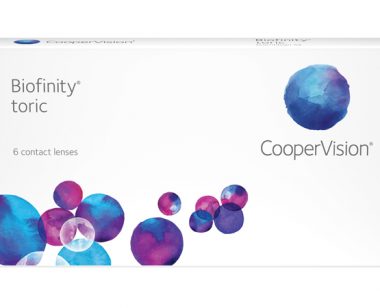 CooperVision
Biofinity®
toric
Biofinity®
toric
6 contact lenses
CooperVision®